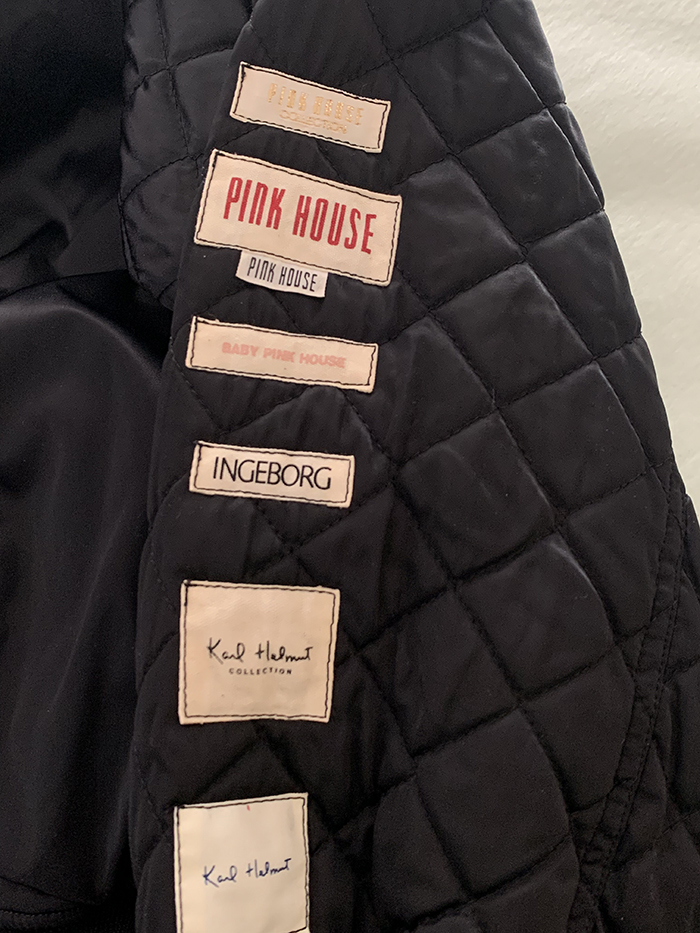 PINK HOUSE
COLLECTION
PINK HOUSE
PINK HOUSE
BABY PINK HOUSE
INGEBORG
Karl Helmut
COLLECTION
Karl Helmut